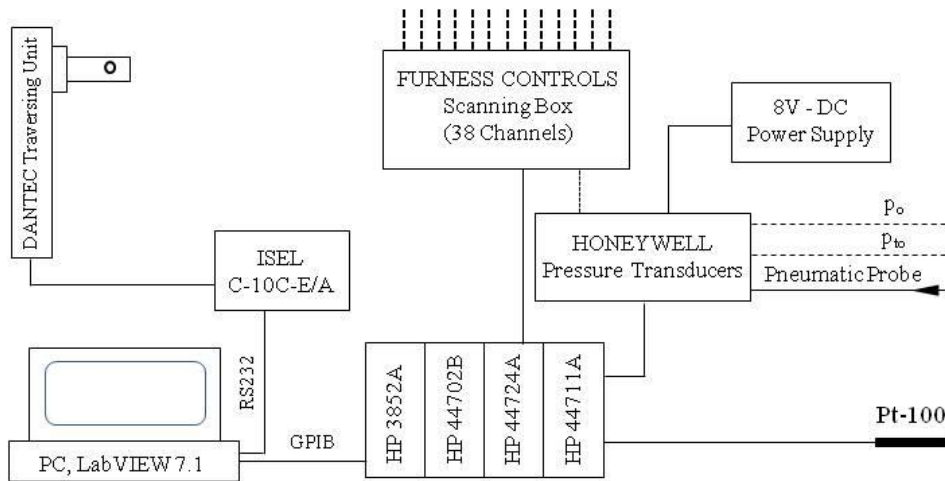 DANTEC Traversing Unit
FURNESS CONTROLS
Scanning Box
(38 Channels)
8V - DC
Power Supply
HONEYWELL
Pressure Transducers
po
pto
Pneumatic Probe
ISEL
C-10C-E/A
RS232
GPIB
PC, LabVIEW 7.1
HP 3852A
HP 44702B
HP 44724A
HP 44711A
Pt-100